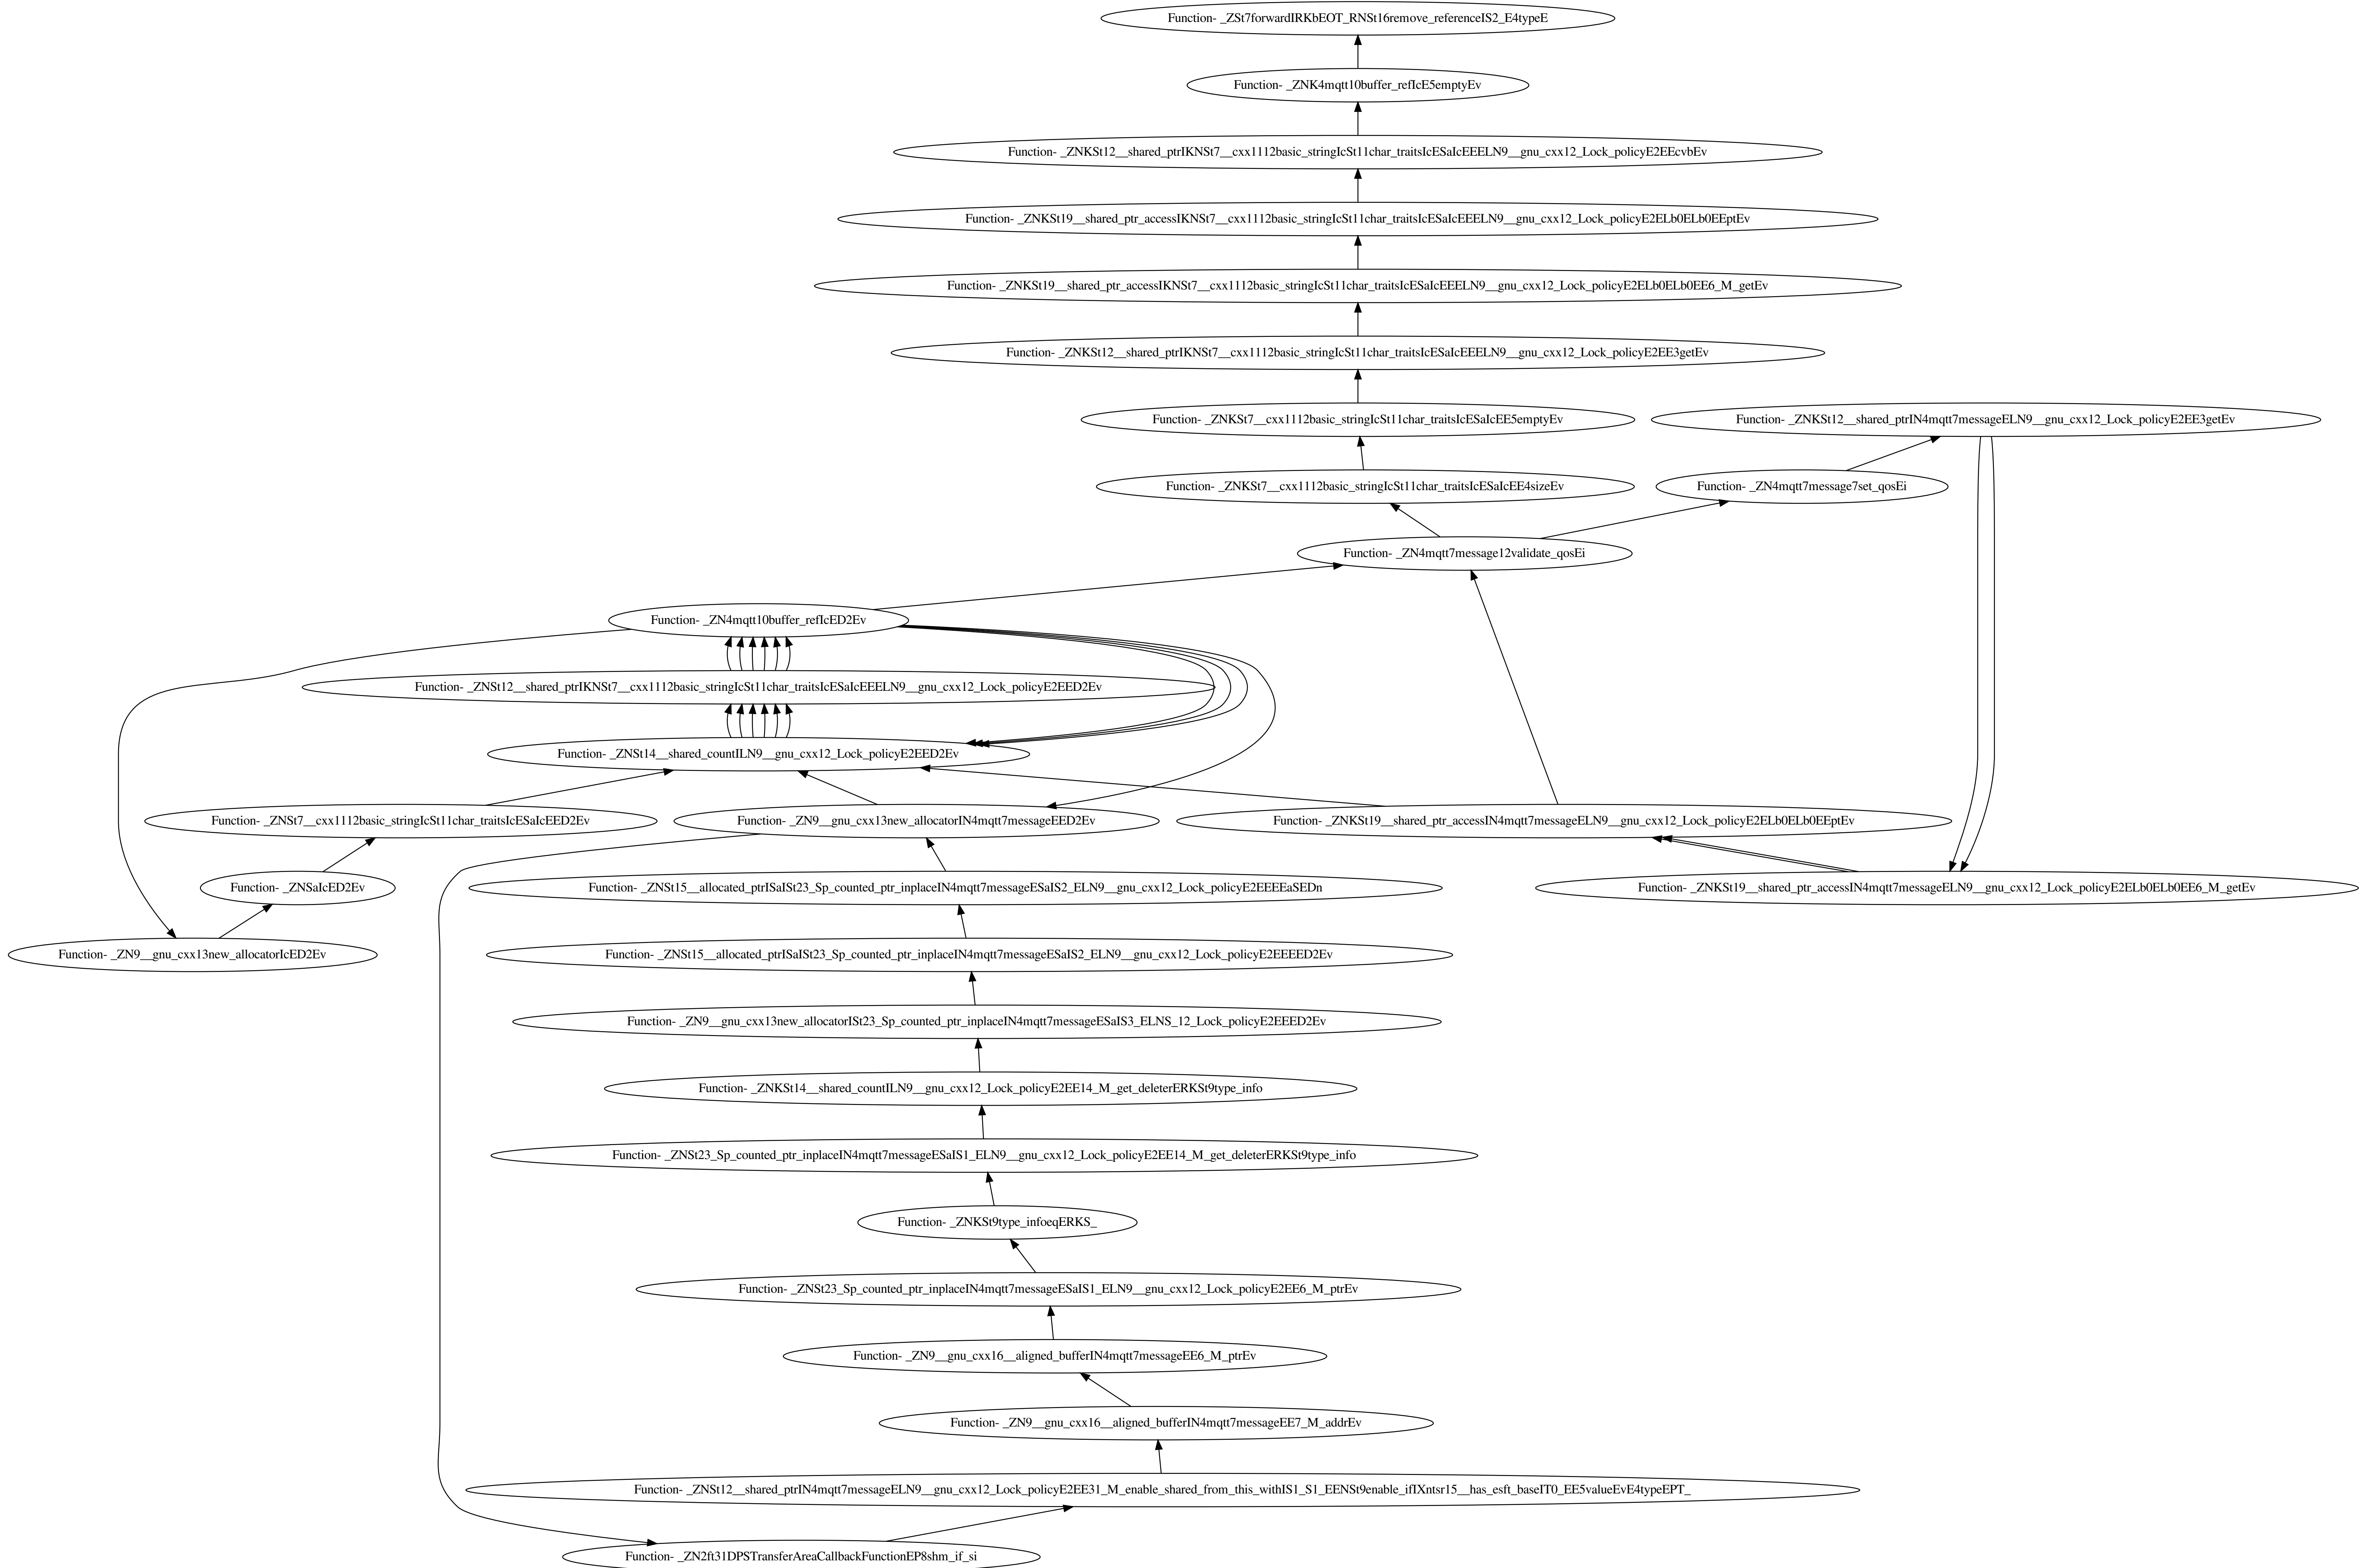 Function- _ZSt7forwardIRKbEOT_RNSt16remove_referenceIS2_E4typeE
Function- _ZNK4mqtt10buffer_refIcE5emptyEv
Function- _ZNKSt12__shared_ptrIKNSt7__cxx1112basic_stringIcSt11char_traitsIcESaIcEEELN9__gnu_cxx12_Lock_policyE2EEcvbEv
Function- _ZNKSt19__shared_ptr_accessIKNSt7__cxx1112basic_stringIcSt11char_traitsIcESaIcEEELN9__gnu_cxx12_Lock_policyE2ELb0ELb0EEptEv
Function- _ZNKSt19__shared_ptr_accessIKNSt7__cxx1112basic_stringIcSt11char_traitsIcESaIcEEELN9__gnu_cxx12_Lock_policyE2ELb0ELb0EE6_M_getEv
Function- _ZNKSt12__shared_ptrIKNSt7__cxx1112basic_stringIcSt11char_traitsIcESaIcEEELN9__gnu_cxx12_Lock_policyE2EE3getEv
Function- _ZNKSt7__cxx1112basic_stringIcSt11char_traitsIcESaIcEE5emptyEv
Function- _ZNKSt12__shared_ptrIN4mqtt7messageELN9__gnu_cxx12_Lock_policyE2EE3getEv
Function- _ZNKSt7__cxx1112basic_stringIcSt11char_traitsIcESaIcEE4sizeEv
Function- _ZN4mqtt7message7set_qosEi
Function- _ZN4mqtt7message12validate_qosEi
Function- _ZN4mqtt10buffer_refIcED2Ev
Function- _ZNSt12__shared_ptrIKNSt7__cxx1112basic_stringIcSt11char_traitsIcESaIcEEELN9__gnu_cxx12_Lock_policyE2EED2Ev
Function- _ZNSt14__shared_countILN9__gnu_cxx12_Lock_policyE2EED2Ev
Function- _ZNSt7__cxx1112basic_stringIcSt11char_traitsIcESaIcEED2Ev
Function- _ZN9__gnu_cxx13new_allocatorIN4mqtt7messageEED2Ev
Function- _ZNKSt19__shared_ptr_accessIN4mqtt7messageELN9__gnu_cxx12_Lock_policyE2ELb0ELb0EEptEv
Function- _ZNSaIcED2Ev
Function- _ZNSt15__allocated_ptrISaISt23_Sp_counted_ptr_inplaceIN4mqtt7messageESaIS2_ELN9__gnu_cxx12_Lock_policyE2EEEEaSEDn
Function- _ZNKSt19__shared_ptr_accessIN4mqtt7messageELN9__gnu_cxx12_Lock_policyE2ELb0ELb0EE6_M_getEv
Function- _ZN9__gnu_cxx13new_allocatorIcED2Ev
Function- _ZNSt15__allocated_ptrISaISt23_Sp_counted_ptr_inplaceIN4mqtt7messageESaIS2_ELN9__gnu_cxx12_Lock_policyE2EEEED2Ev
Function- _ZN9__gnu_cxx13new_allocatorISt23_Sp_counted_ptr_inplaceIN4mqtt7messageESaIS3_ELNS_12_Lock_policyE2EEED2Ev
Function- _ZNKSt14__shared_countILN9__gnu_cxx12_Lock_policyE2EE14_M_get_deleterERKSt9type_info
Function- _ZNSt23_Sp_counted_ptr_inplaceIN4mqtt7messageESaIS1_ELN9__gnu_cxx12_Lock_policyE2EE14_M_get_deleterERKSt9type_info
Function- _ZNKSt9type_infoeqERKS_
Function- _ZNSt23_Sp_counted_ptr_inplaceIN4mqtt7messageESaIS1_ELN9__gnu_cxx12_Lock_policyE2EE6_M_ptrEv
Function- _ZN9__gnu_cxx16__aligned_bufferIN4mqtt7messageEE6_M_ptrEv
Function- _ZN9__gnu_cxx16__aligned_bufferIN4mqtt7messageEE7_M_addrEv
Function- _ZNSt12__shared_ptrIN4mqtt7messageELN9__gnu_cxx12_Lock_policyE2EE31_M_enable_shared_from_this_withIS1_S1_EENSt9enable_ifIXntsr15__has_esft_baseIT0_EE5valueEvE4typeEPT_
Function- _ZN2ft31DPSTransferAreaCallbackFunctionEP8shm_if_si